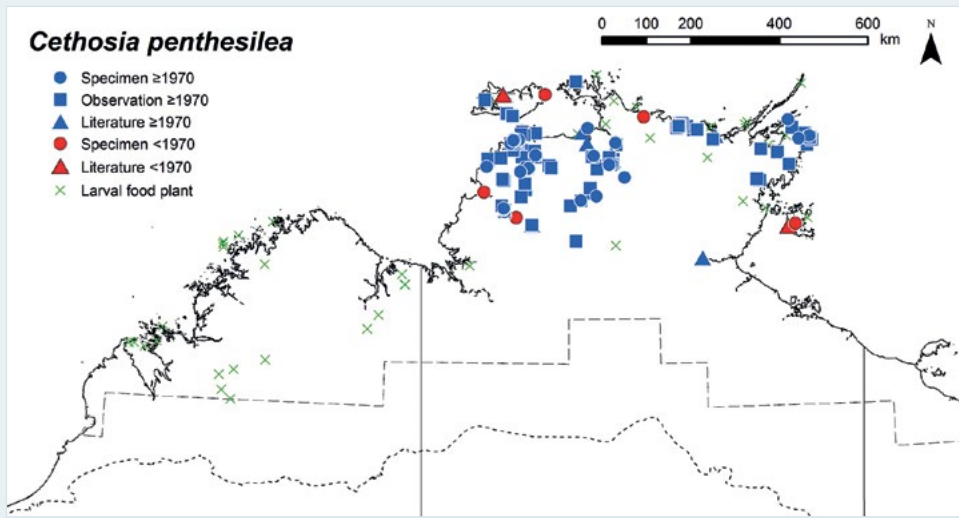 Cethosia penthesilea
Specimen ≥1970
Observation ≥1970
Literature ≥1970
Specimen <1970
Literature <1970
Larval food plant
0 100 200 400 600
km
N